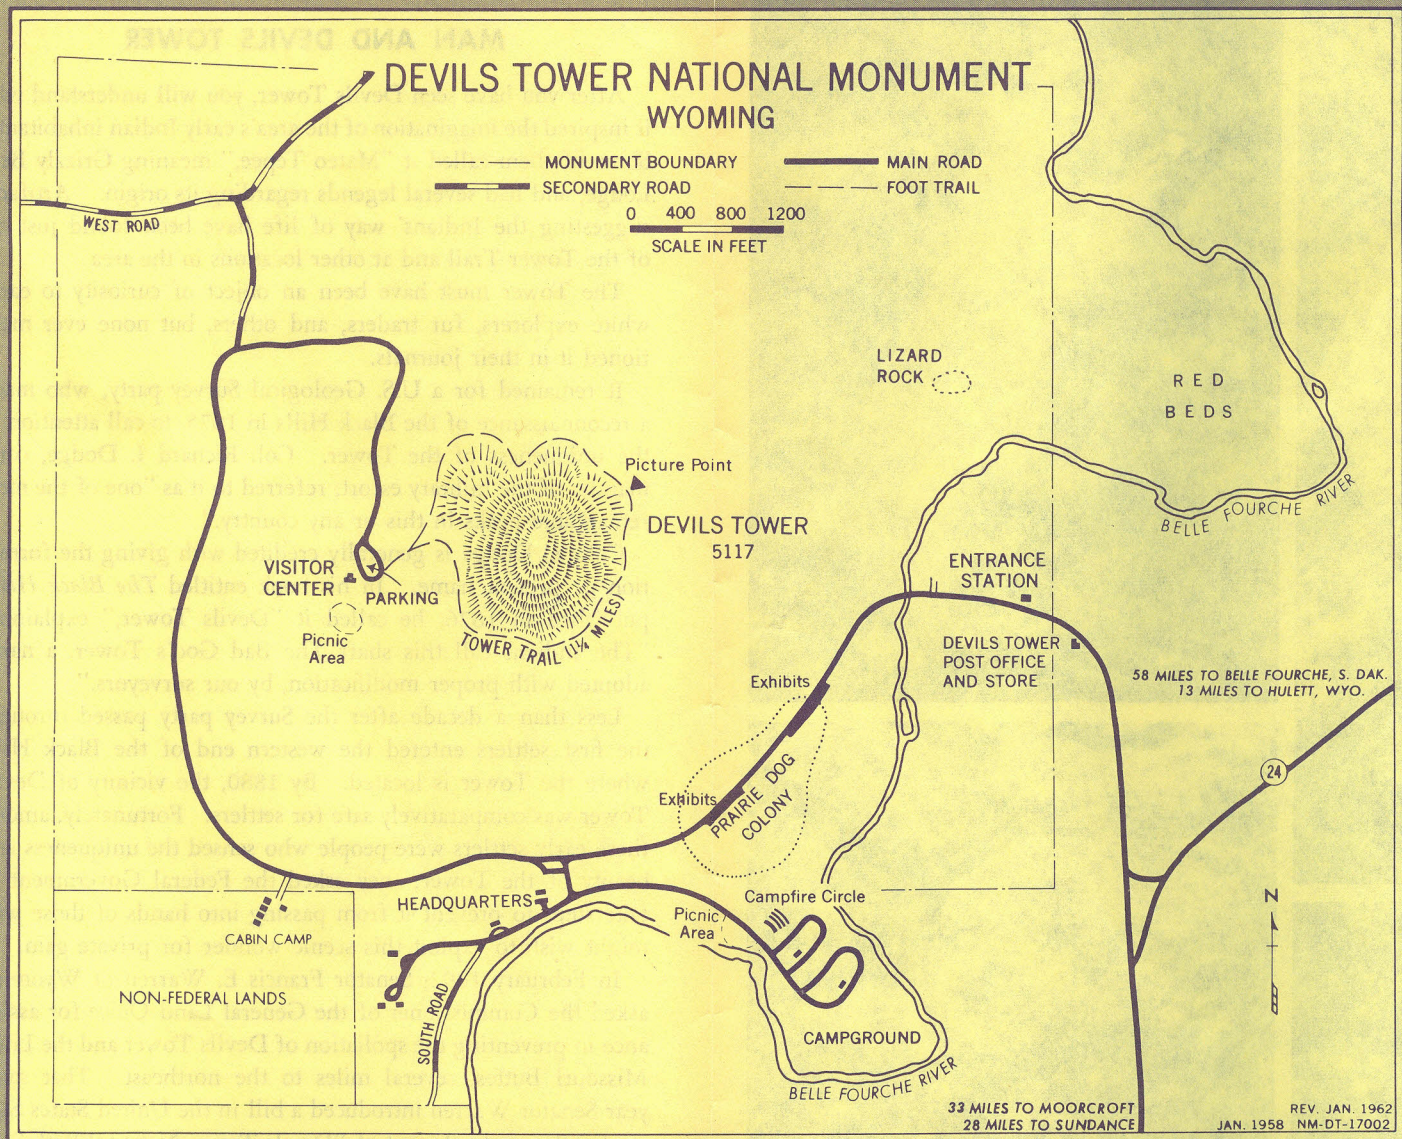 DEVILS TOWER NATIONAL MONUMENT
WYOMING
MONUMENT BOUNDARY
MAIN ROAD
SECONDARY ROAD
FOOT TRAIL
0 400 800 1200
SCALE IN FEET
WEST ROAD
LIZARD
ROCK
RED
BEDS
Picture Point
BELLE FOURCHE RIVER
DEVILS TOWER
5117
VISITOR
CENTER
PARKING
ENTRANCE
STATION
Picnic
Area
TOWER TRAIL (1¼ MILES)
DEVILS TOWER
POST OFFICE
AND STORE
58 MILES TO BELLE FOURCHE, S. DAK.
13 MILES TO HULETT, WYO.
Exhibits
24
Exhibits
PRAIRIE DOG
COLONY
HEADQUARTERS
Campfire Circle
N
Picnic
Area
CABIN CAMP
NON-FEDERAL LANDS
SOUTH ROAD
CAMPGROUND
BELLE FOURCHE RIVER
33 MILES TO MOORCROFT
28 MILES TO SUNDANCE
REV. JAN. 1962
JAN. 1958 NM-DT-17002